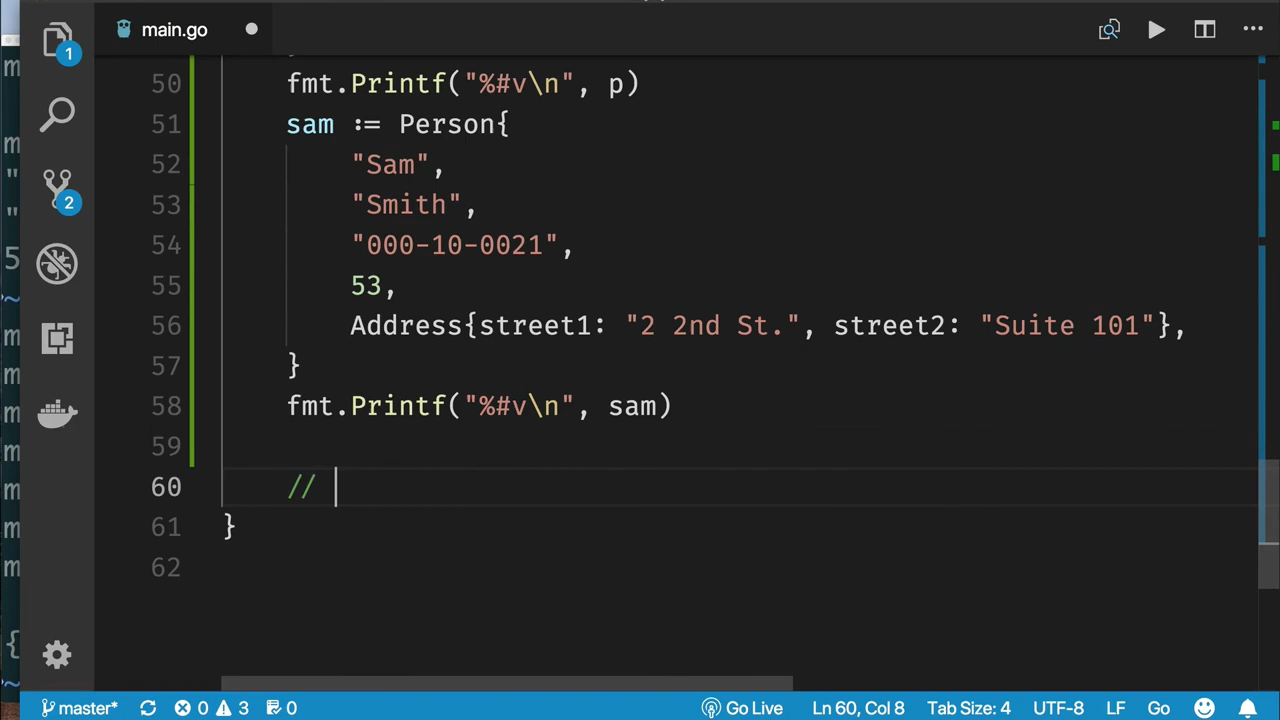 main.go
1
50 fmt.Printf("%#v\n", p)
51 sam := Person{
52 "Sam",
53 "Smith",
2
54 "000-10-0021",
55 53,
56 Address{street1: "2 2nd St.", street2: "Suite 101"},
57 }
58 fmt.Printf("%#v\n", sam)
59
60 //
61 }
62
master* 0 3 0 Go Live Ln 60, Col 8 Tab Size: 4 UTF-8 LF Go